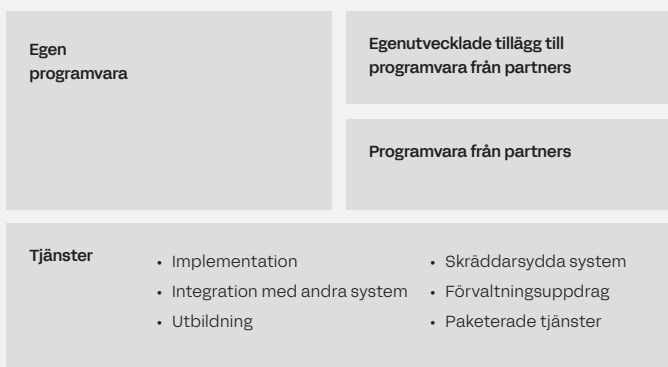 Egen
programvara
Egenutvecklade tillägg till
programvara från partners
Programvara från partners
Tjänster
• Implementation
• Integration med andra system
• Utbildning
• Skräddarsydda system
• Förvaltningsuppdrag
• Paketerade tjänster